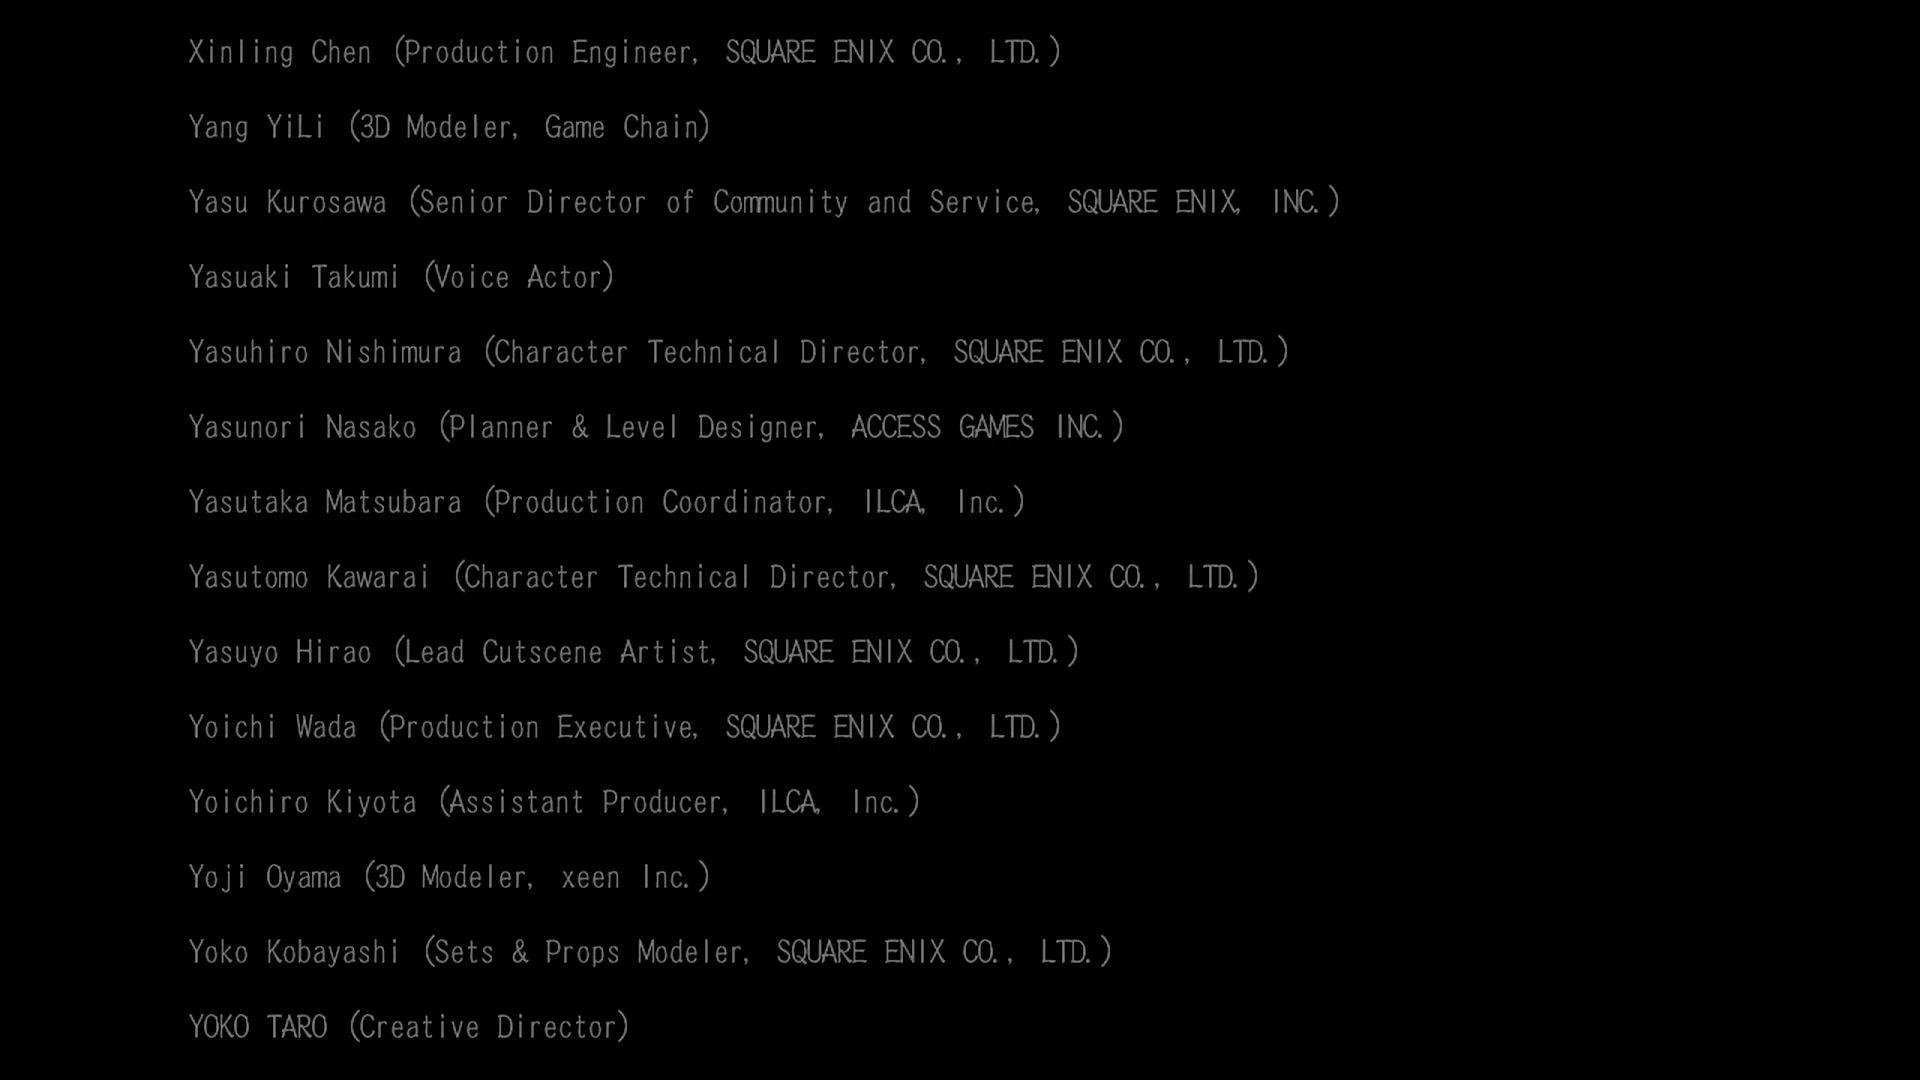 Xinling Chen (Production Engineer, SQUARE ENIX CO., LTD.)
Yang YiLi (3D Modeler, Game Chain)
Yasu Kurosawa (Senior Director of Community and Service, SQUARE ENIX, INC.)
Yasuaki Takumi (Voice Actor)
Yasuhiro Nishimura (Character Technical Director, SQUARE ENIX CO., LTD.)
Yasunori Nasako (Planner & Level Designer, ACCESS GAMES INC.)
Yasutaka Matsubara (Production Coordinator, ILCA, Inc.)
Yasutomo Kawarai (Character Technical Director, SQUARE ENIX CO., LTD.)
Yasuyo Hirao (Lead Cutscene Artist, SQUARE ENIX CO., LTD.)
Yoichi Wada (Production Executive, SQUARE ENIX CO., LTD.)
Yoichiro Kiyota (Assistant Producer, ILCA, Inc.)
Yoji Oyama (3D Modeler, xeen Inc.)
Yoko Kobayashi (Sets & Props Modeler, SQUARE ENIX CO., LTD.)
YOKO TARO (Creative Director)